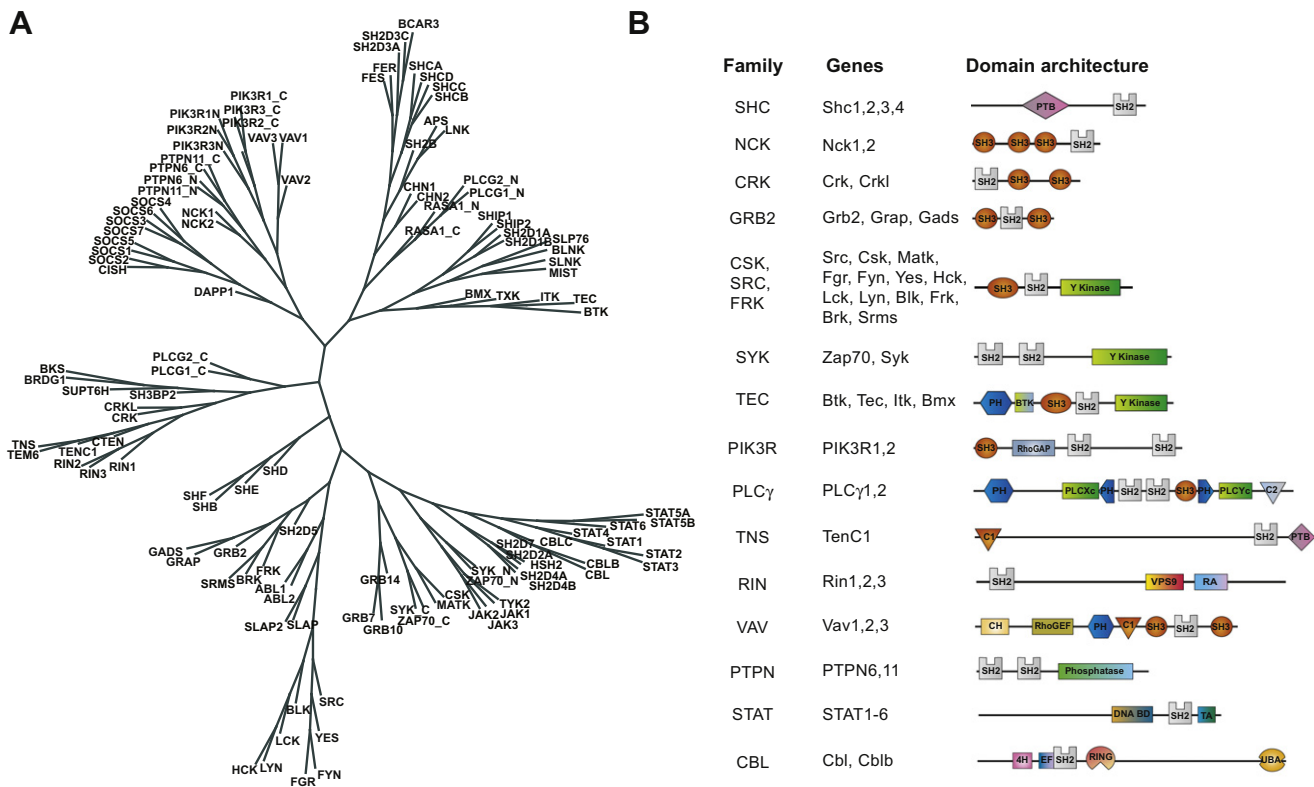 A
BCAR3
SH2D3C
SH2D3A
FER
FES
SHCA
SHCD
SHCC
SHCB
APS
LNK
SH2B
PIK3R1_C
PIK3R3_C
PIK3R2_C
PIK3R1N
PIK3R2N
PIK3R3N
VAV3
VAV1
VAV2
PTPN11_C
PTPN6_C
PTPN6_N
PTPN11_N
NCK1
NCK2
SOCS4
SOCS6
SOCS3
SOCS7
SOCS5
SOCS1
SOCS2
CISH
DAPP1
CHN1
CHN2
PLCG2_N
PLCG1_N
RASA1_N
RASA1_C
SHIP1
SHIP2
SH2D1A
SH2D1B
SLP76
BLNK
SLNK
MIST
BMX
TXK
ITK
TEC
BTK
PLCG2_C
PLCG1_C
BKS
BRDG1
SUPT6H
SH3BP2
CRKL
CRK
TNS
TEM6
CTEN
TENC1
RIN2
RIN3
RIN1
SHD
SHE
SHF
SHB
SH2D5
GADS
GRAP
GRB2
FRK
BRK
SRMS
ABL1
ABL2
SLAP2
SLAP
SRC
BLK
YES
LCK
HCK
LYN
FYN
FGR
GRB14
GRB7
GRB10
CSK
MATK
SYK_C
ZAP70_C
SYK_N
ZAP70_N
TYK2
JAK2
JAK1
JAK3
SH2D7
SH2D2A
HSH2
SH2D4A
SH2D4B
CBLC
CBLB
CBL
STAT5A
STAT5B
STAT6
STAT4
STAT1
STAT2
STAT3
B
Family Genes Domain architecture
SHC Shc1,2,3,4 PTB SH2
NCK Nck1,2 SH3 SH3 SH3 SH2
CRK Crk, Crkl SH2 SH3 SH3
GRB2 Grb2, Grap, Gads SH3 SH2 SH3
CSK, Src, Csk, Matk,
SRC, Fgr, Fyn, Yes, Hck, SH3 SH2 Y Kinase
FRK Lck, Lyn, Blk, Frk,
Brk, Srms
SYK Zap70, Syk SH2 SH2 Y Kinase
TEC Btk, Tec, Itk, Bmx PH BTK SH3 SH2 Y Kinase
PIK3R PIK3R1,2 SH3 RhoGAP SH2 SH2
PLCγ PLCγ1,2 PH PLCXc PH SH2 SH2 SH3 PH PLCYc C2
TNS TenC1 C1 SH2 PTB
RIN Rin1,2,3 SH2 VPS9 RA
VAV Vav1,2,3 CH RhoGEF PH C1 SH3 SH2 SH3
PTPN PTPN6,11 SH2 SH2 Phosphatase
STAT STAT1-6 DNA BD SH2 TA
CBL Cbl, Cblb 4H EF SH2 RING UBA